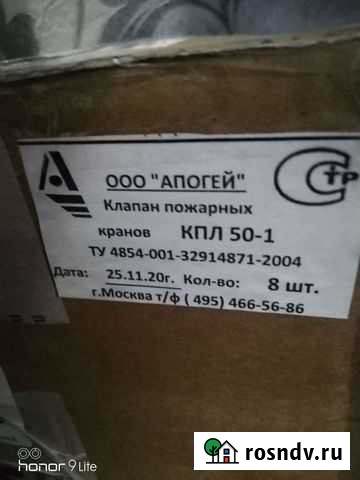 ООО "АПОГЕЙ"
Клапан пожарных
кранов КПЛ 50-1
ТУ 4854-001-32914871-2004
Дата: 25.11.20г. Кол-во: 8 шт.
г.Москва т/ф ( 495) 466-56-86
Стр
honor 9 Lite
rosndv.ru